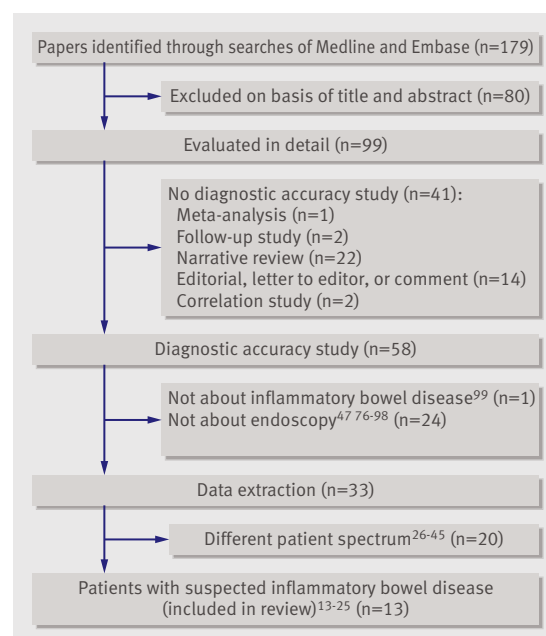 Papers identified through searches of Medline and Embase (n=179)
Excluded on basis of title and abstract (n=80)
Evaluated in detail (n=99)
No diagnostic accuracy study (n=41):
Meta-analysis (n=1)
Follow-up study (n=2)
Narrative review (n=22)
Editorial, letter to editor, or comment (n=14)
Correlation study (n=2)
Diagnostic accuracy study (n=58)
Not about inflammatory bowel disease⁹⁹ (n=1)
Not about endoscopy⁴⁷ ⁷⁶⁻⁹⁸ (n=24)
Data extraction (n=33)
Different patient spectrum²⁶⁻⁴⁵ (n=20)
Patients with suspected inflammatory bowel disease
(included in review)¹³⁻²⁵ (n=13)